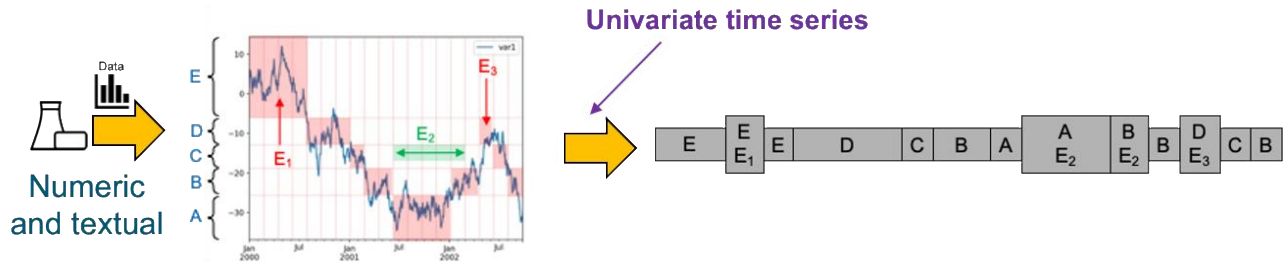 Univariate time series
Data
Numeric
and textual
E
D
C
B
A
10
0
−10
−20
−30
var1
E1
E2
E3
Jan
2000
Jul
Jan
2001
Jul
Jan
2002
Jul
E
E
E1
E
D
C
B
A
A
E2
B
E2
B
D
E3
C
B